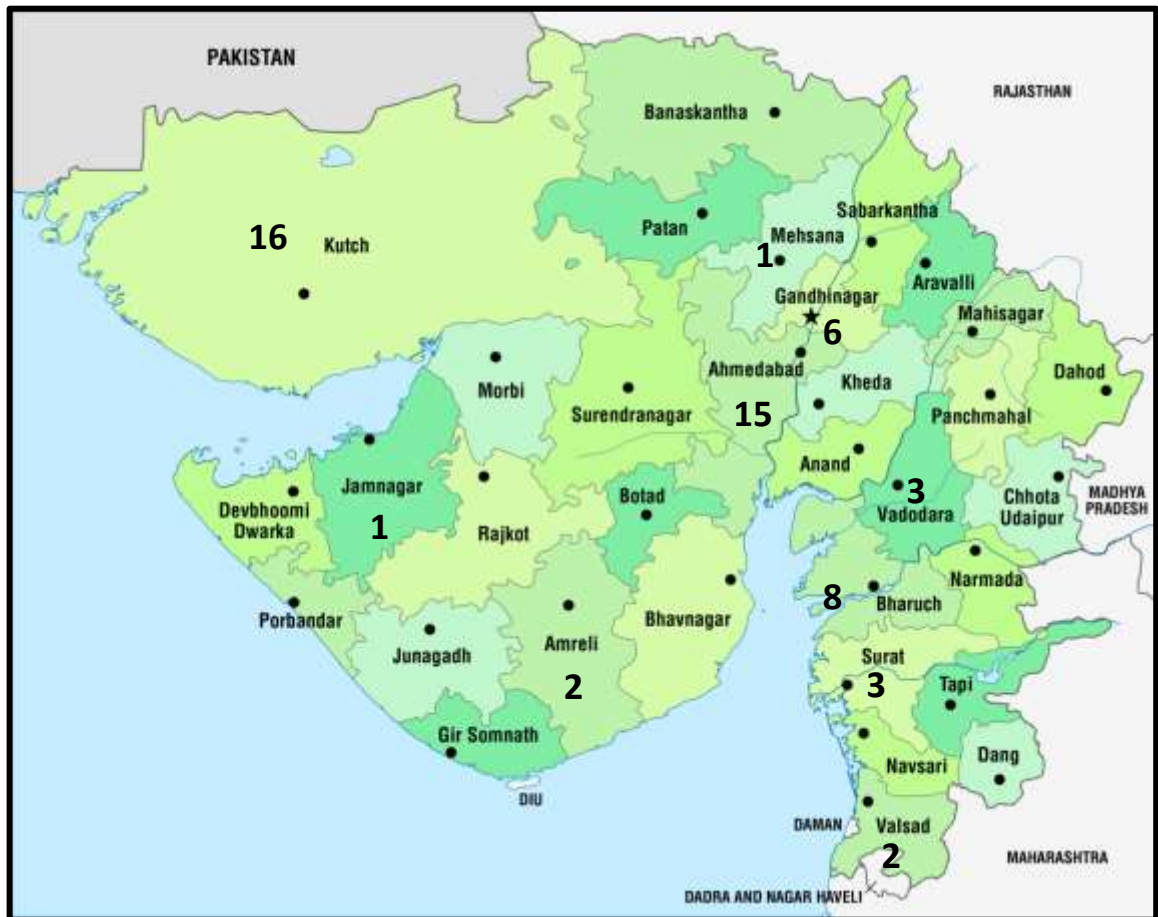 PAKISTAN
RAJASTHAN
Banaskantha
Patan
Sabarkantha
Mehsana
1
16
Kutch
Aravalli
Gandhinagar
6
Mahisagar
Ahmedabad
15
Kheda
Dahod
Morbi
Surendranagar
Panchmahal
Anand
3
Vadodara
Jamnagar
1
Devbhoomi
Dwarka
Rajkot
Botad
Chhota
Udaipur
MADHYA
PRADESH
Narmada
8
Bharuch
Porbandar
Junagadh
Amreli
2
Bhavnagar
Surat
3
Tapi
Gir Somnath
DIU
Navsari
Dang
DAMAN
Valsad
2
MAHARASHTRA
DADRA AND NAGAR HAVELI